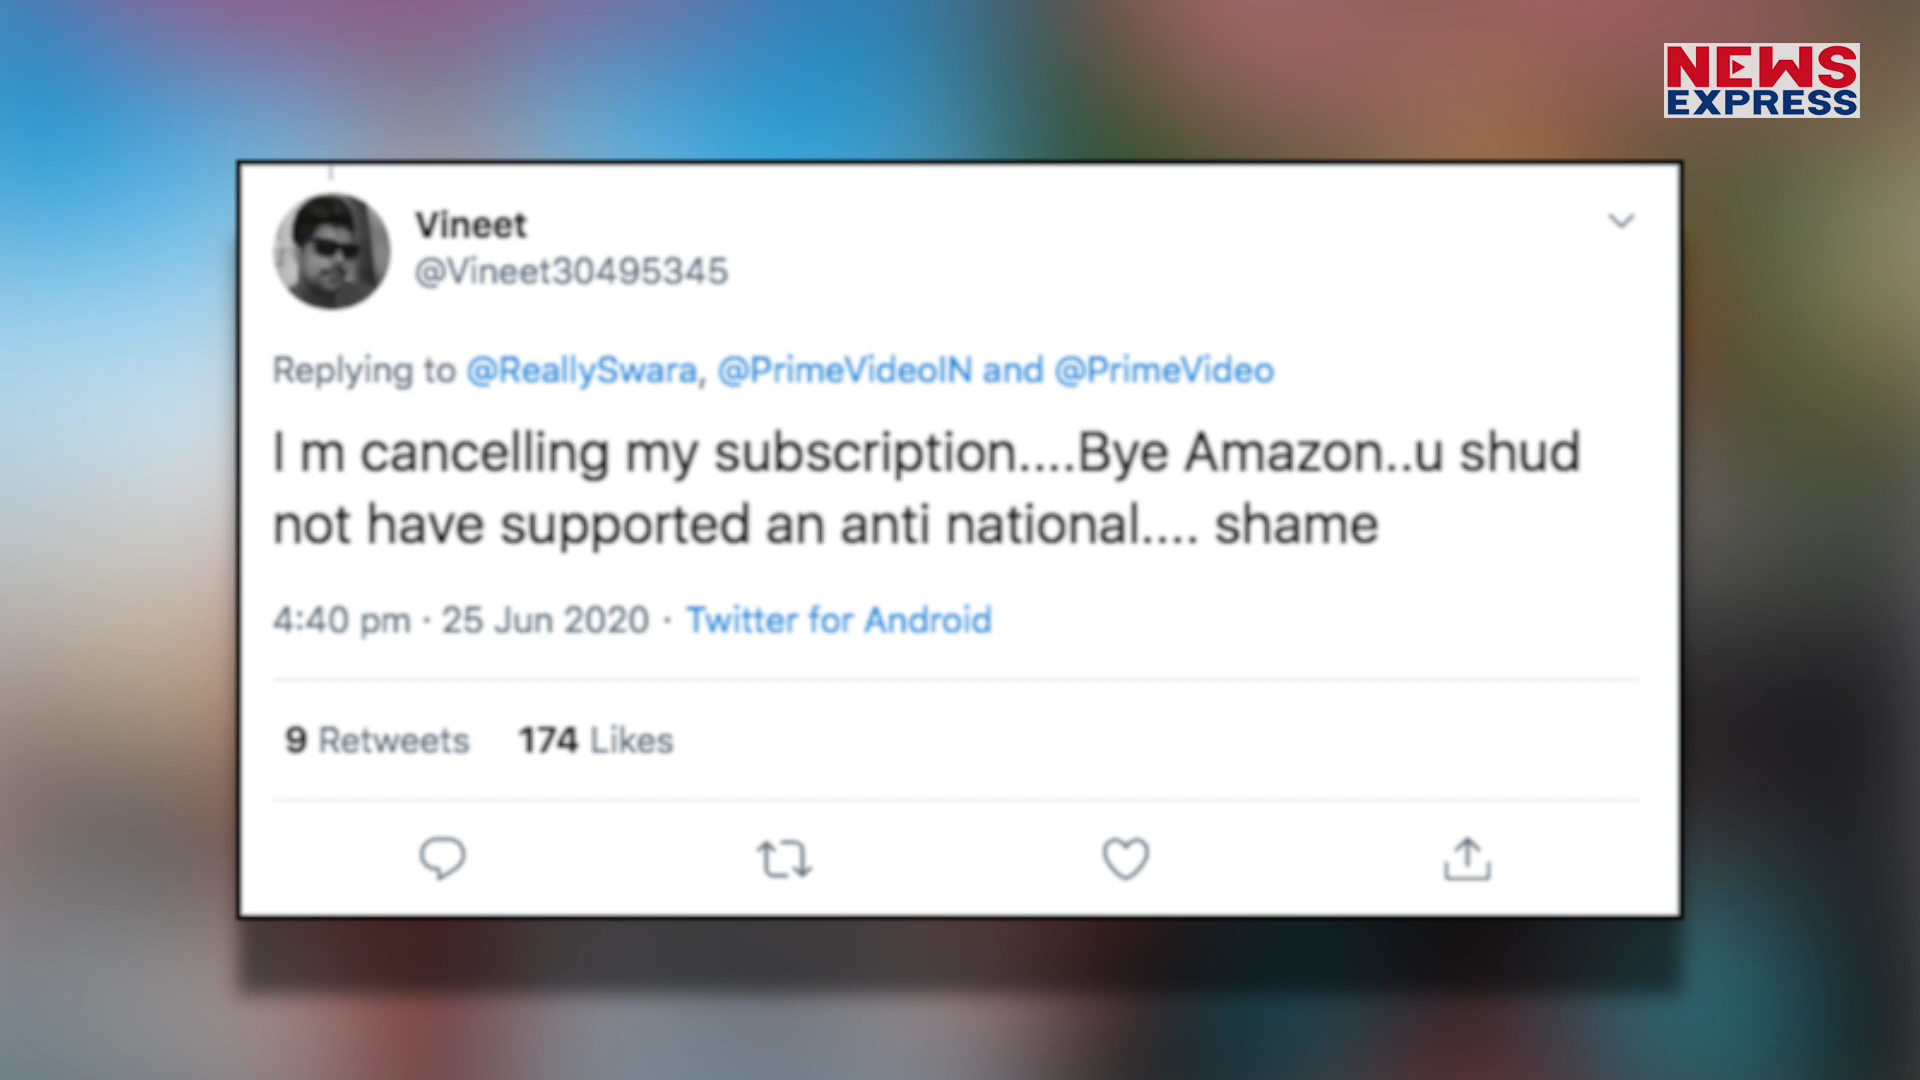 NEWS
EXPRESS
Vineet
@Vineet30495345
Replying to @ReallySwara, @PrimeVideoIN and @PrimeVideo
I m cancelling my subscription....Bye Amazon..u shud
not have supported an anti national.... shame
4:40 pm · 25 Jun 2020 · Twitter for Android
9 Retweets 174 Likes